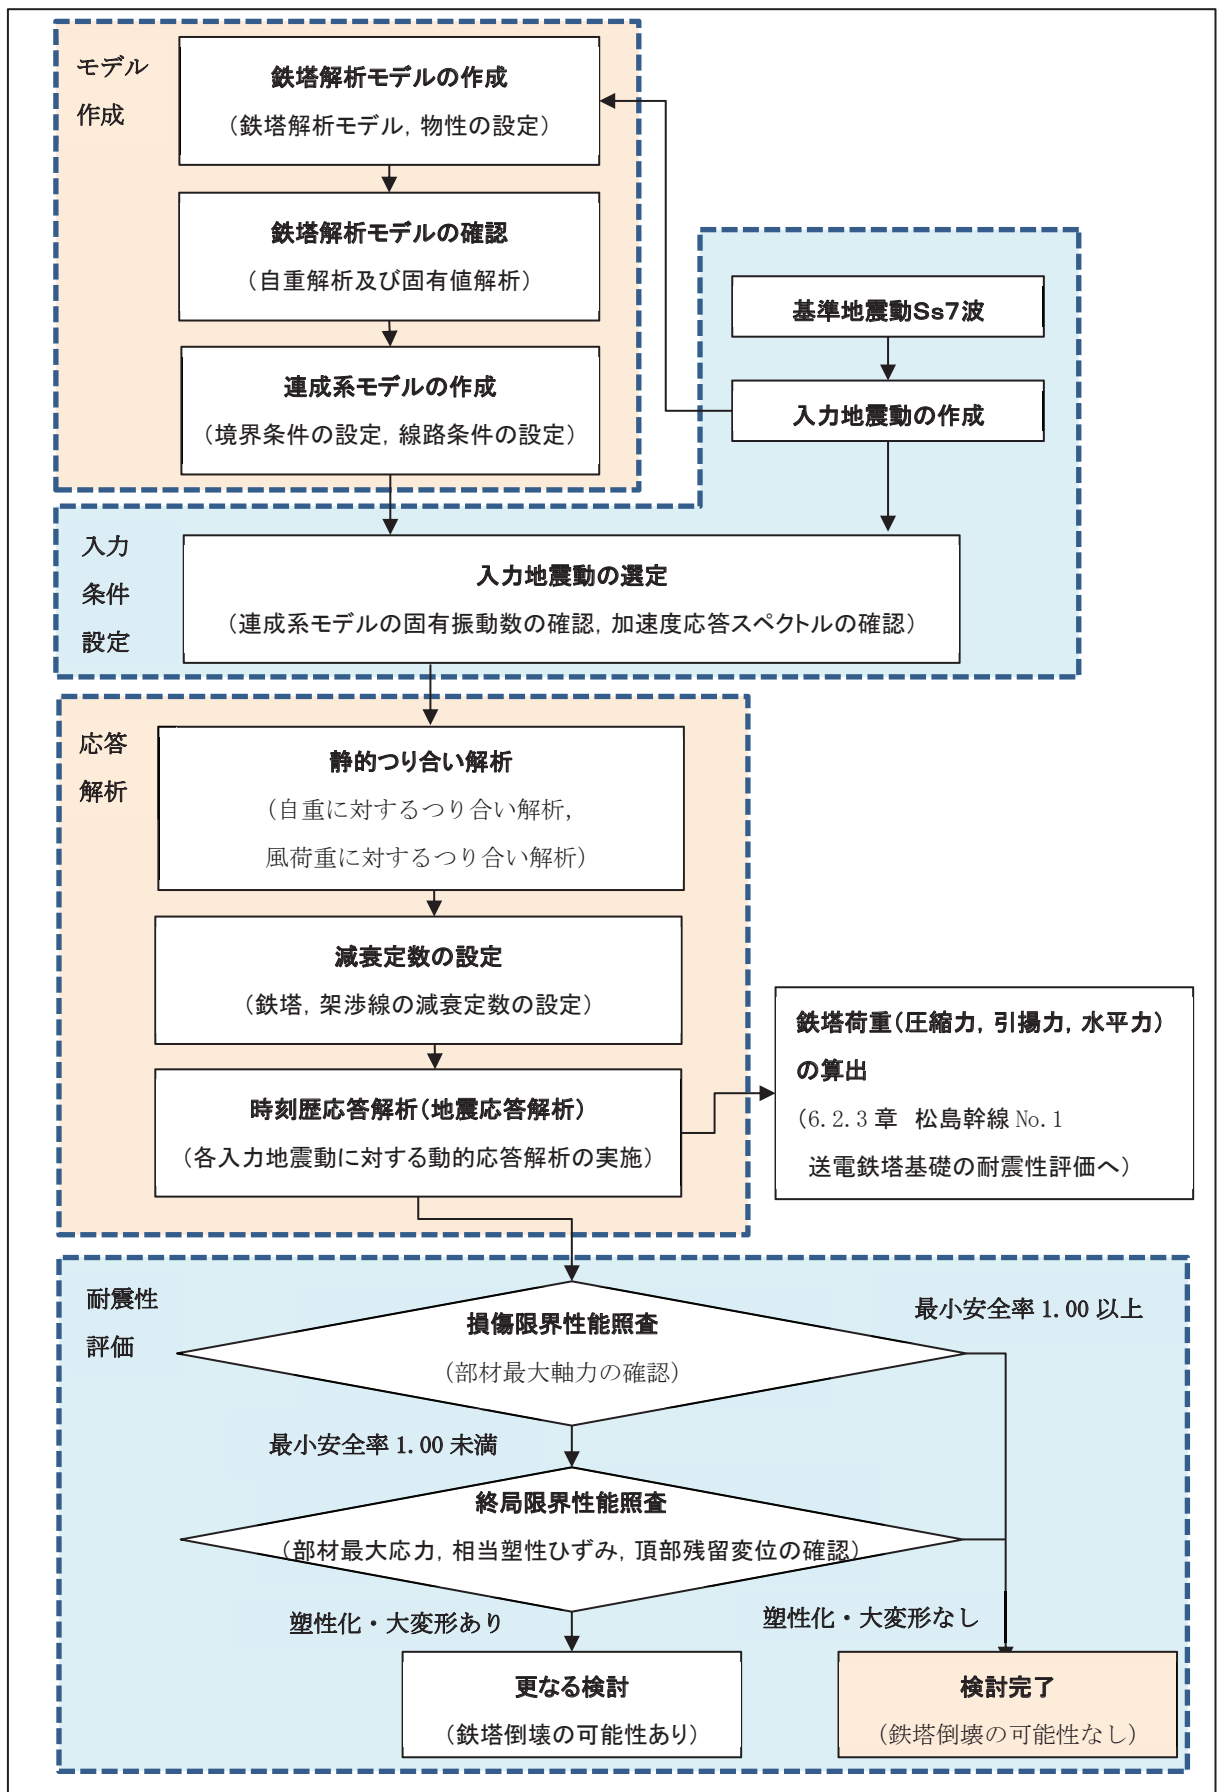 モデル
作成
鉄塔解析モデルの作成
（鉄塔解析モデル，物性の設定）
鉄塔解析モデルの確認
（自重解析及び固有値解析）
連成系モデルの作成
（境界条件の設定，線路条件の設定）
基準地震動Ss7波
入力地震動の作成
入力
条件
設定
入力地震動の選定
（連成系モデルの固有振動数の確認，加速度応答スペクトルの確認）
応答
解析
静的つり合い解析
（自重に対するつり合い解析，
風荷重に対するつり合い解析）
減衰定数の設定
（鉄塔，架渉線の減衰定数の設定）
時刻歴応答解析（地震応答解析）
（各入力地震動に対する動的応答解析の実施）
鉄塔荷重（圧縮力，引揚力，水平力）
の算出
（6.2.3 章　松島幹線 No.1
送電鉄塔基礎の耐震性評価へ）
耐震性
評価
損傷限界性能照査
（部材最大軸力の確認）
最小安全率 1.00 以上
最小安全率 1.00 未満
終局限界性能照査
（部材最大応力，相当塑性ひずみ，頂部残留変位の確認）
塑性化・大変形あり
塑性化・大変形なし
更なる検討
（鉄塔倒壊の可能性あり）
検討完了
（鉄塔倒壊の可能性なし）